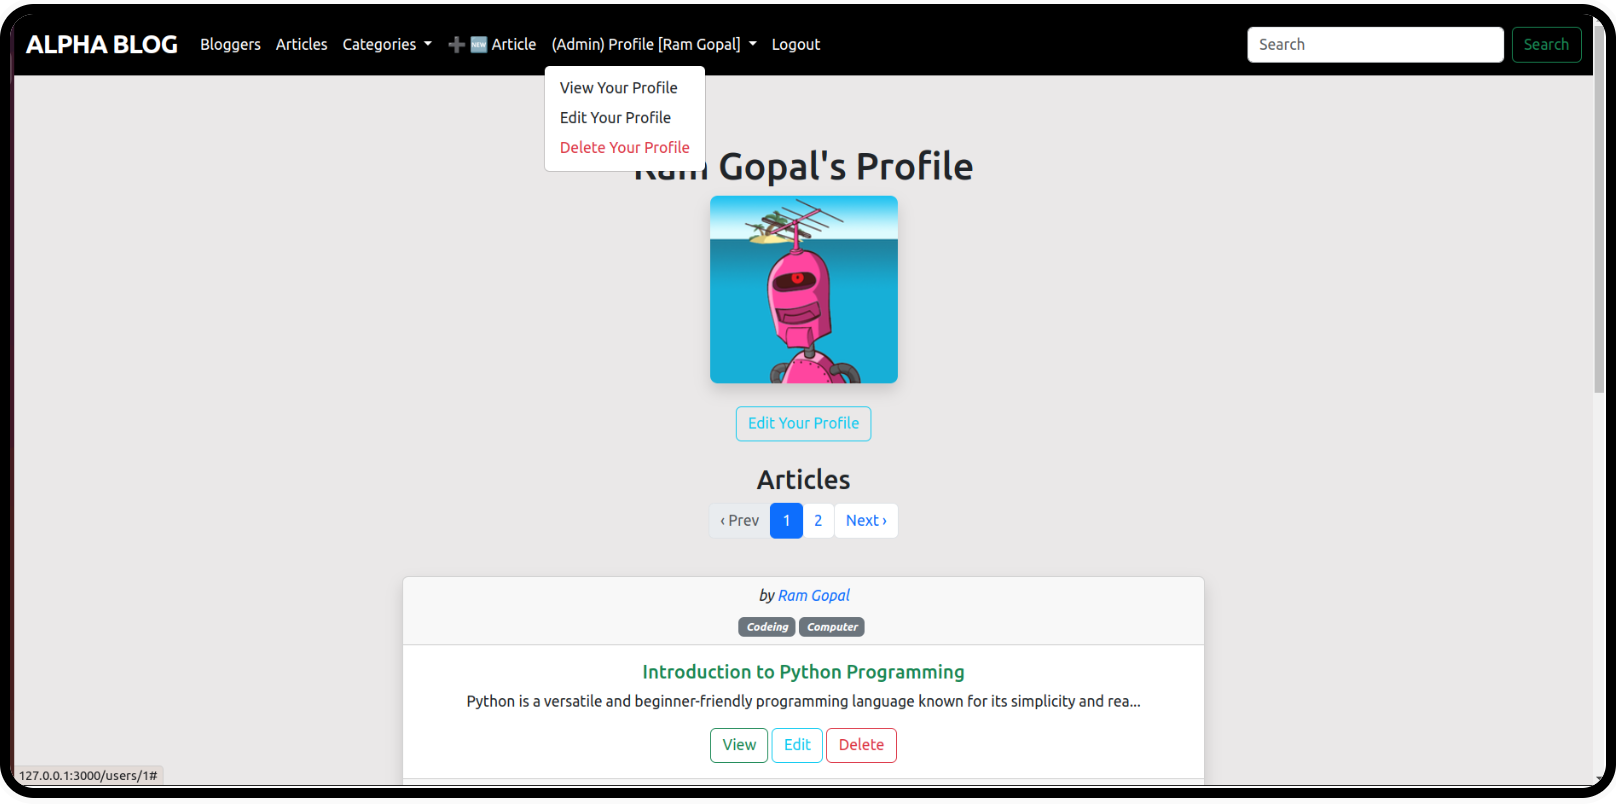 ALPHA BLOG Bloggers Articles Categories ➕ 🆕 Article (Admin) Profile [Ram Gopal] Logout Search Search
View Your Profile
Edit Your Profile
Delete Your Profile
Ram Gopal's Profile
Edit Your Profile
Articles
‹ Prev 1 2 Next ›
by Ram Gopal
Codeing Computer
Introduction to Python Programming
Python is a versatile and beginner-friendly programming language known for its simplicity and rea...
View Edit Delete
127.0.0.1:3000/users/1#